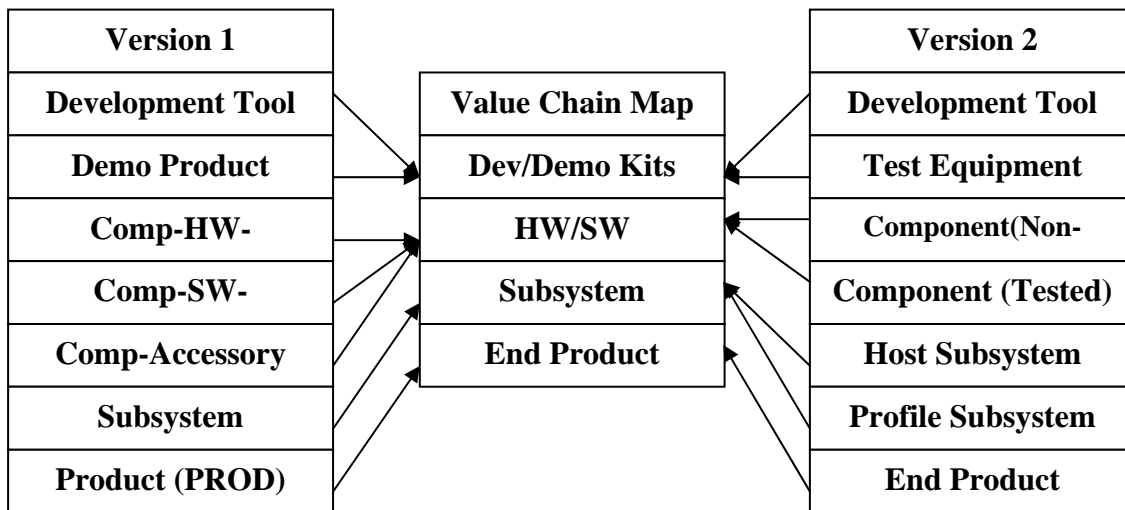 Version 1
Development Tool
Demo Product
Comp-HW-
Comp-SW-
Comp-Accessory
Subsystem
Product (PROD)
Value Chain Map
Dev/Demo Kits
HW/SW
Subsystem
End Product
Version 2
Development Tool
Test Equipment
Component(Non-
Component (Tested)
Host Subsystem
Profile Subsystem
End Product